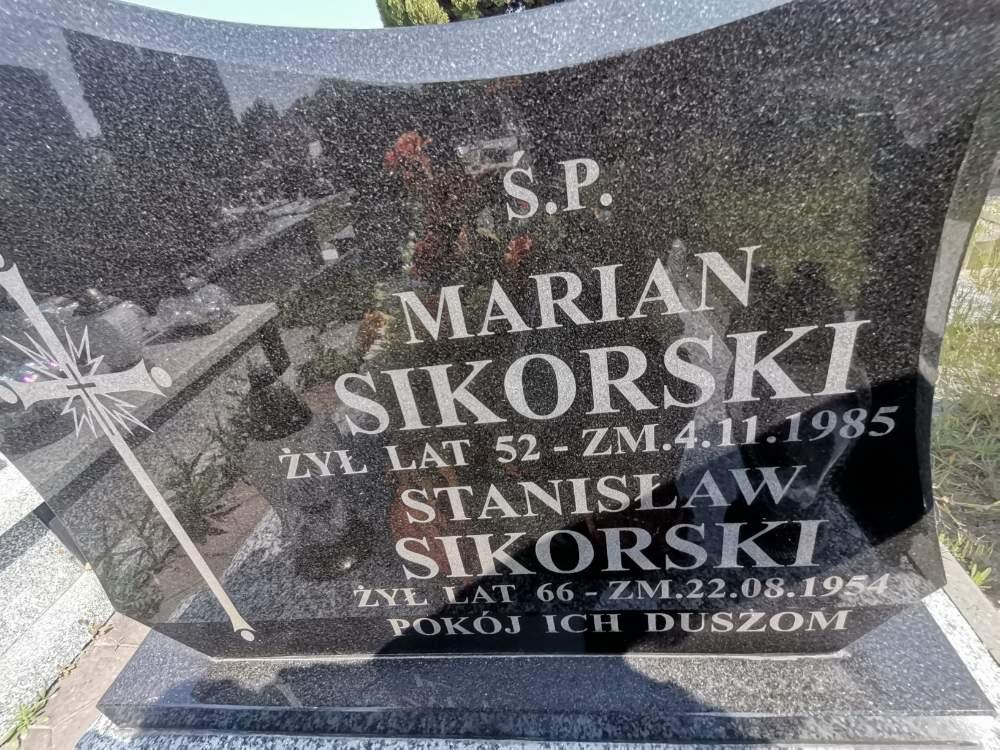 Ś.P.
MARIAN
SIKORSKI
ŻYŁ LAT 52 - ZM.4.11.1985
STANISŁAW
SIKORSKI
ŻYŁ LAT 66 - ZM.22.08.1954
POKÓJ ICH DUSZOM